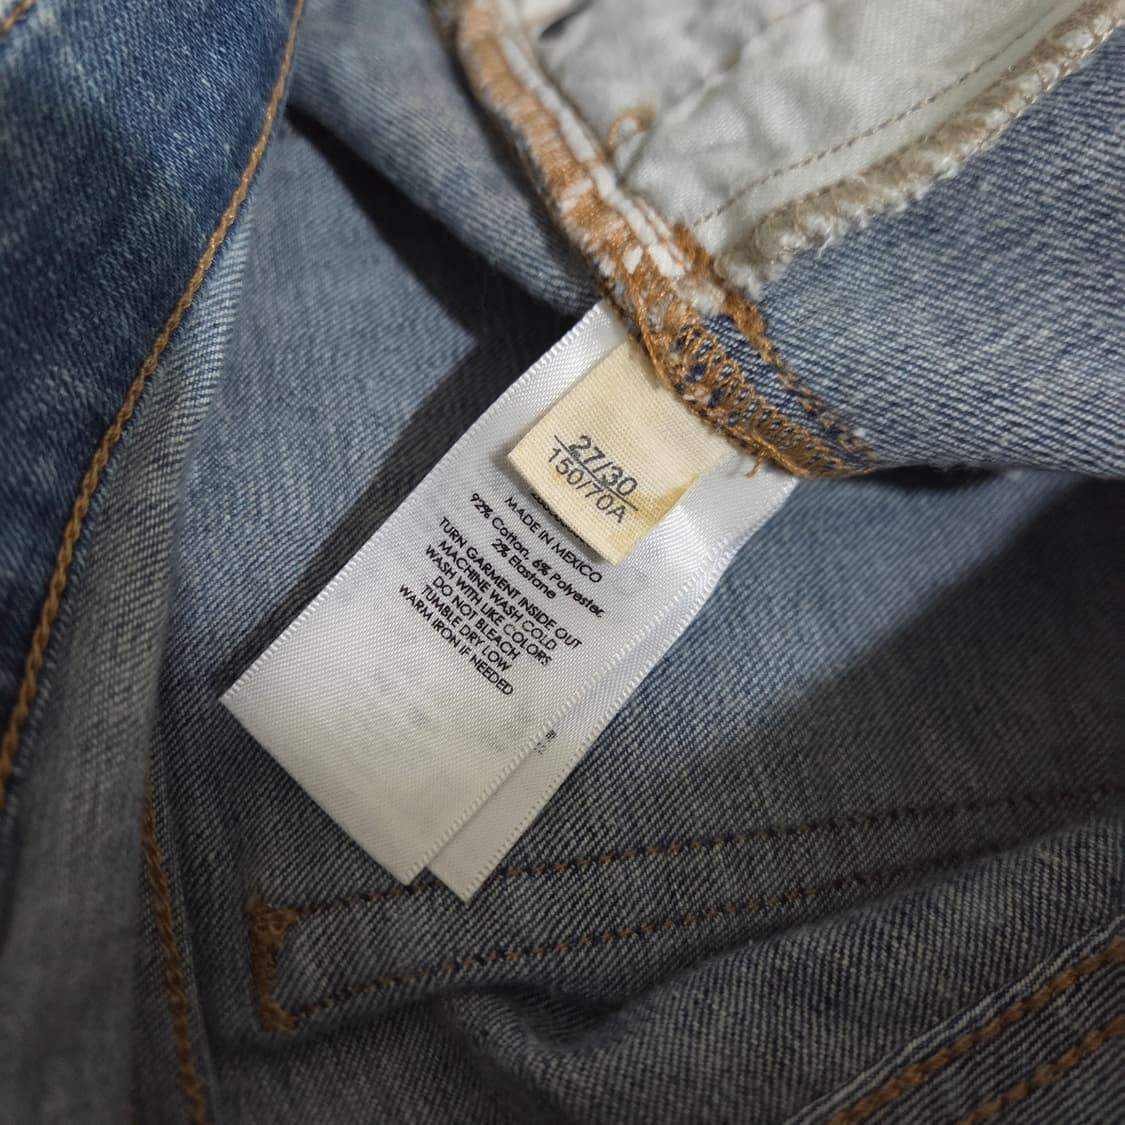 27/30
150/70A
MADE IN MEXICO
92% Cotton, 6% Polyester,
2% Elastane
TURN GARMENT INSIDE OUT
MACHINE WASH COLD
WASH WITH LIKE COLORS
DO NOT BLEACH
TUMBLE DRY LOW
WARM IRON IF NEEDED